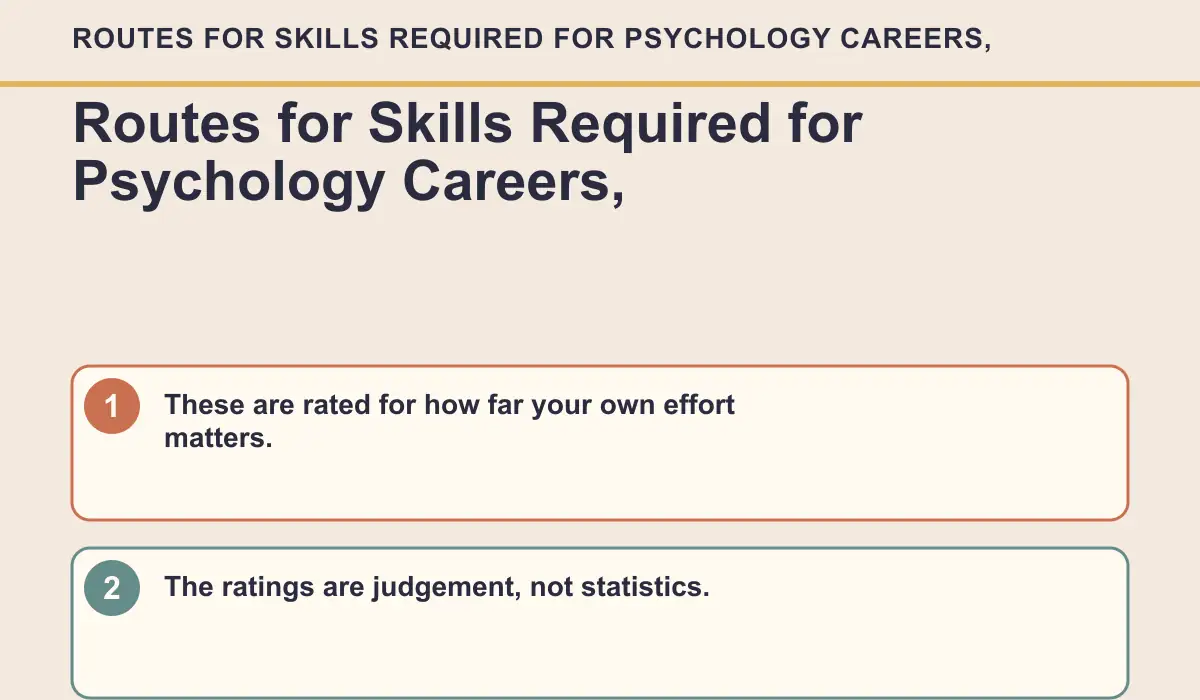 ROUTES FOR SKILLS REQUIRED FOR PSYCHOLOGY CAREERS,
Routes for Skills Required for
Psychology Careers,
1
These are rated for how far your own effort
matters.
2
The ratings are judgement, not statistics.